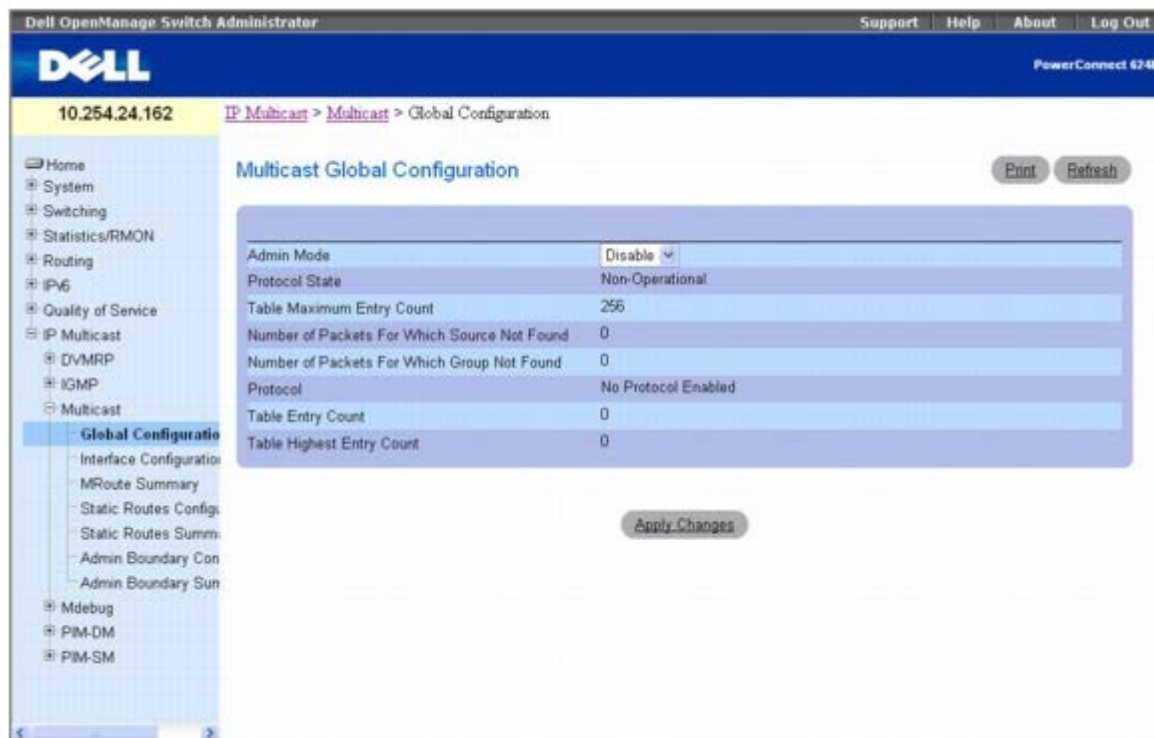 Dell OpenManage Switch Administrator
Support Help About Log Out
DELL
PowerConnect 6248
10.254.24.162
IP Multicast > Multicast > Global Configuration
Home
System
Switching
Statistics/RMON
Routing
IPv6
Quality of Service
IP Multicast
DVMRP
IGMP
Multicast
Global Configuratio
Interface Configuration
MRoute Summary
Static Routes Config
Static Routes Summ
Admin Boundary Con
Admin Boundary Sun
Mdebug
PIM-DM
PIM-SM
Multicast Global Configuration
Print Refresh
Admin Mode Disable
Protocol State Non-Operational
Table Maximum Entry Count 256
Number of Packets For Which Source Not Found 0
Number of Packets For Which Group Not Found 0
Protocol No Protocol Enabled
Table Entry Count 0
Table Highest Entry Count 0
Apply Changes